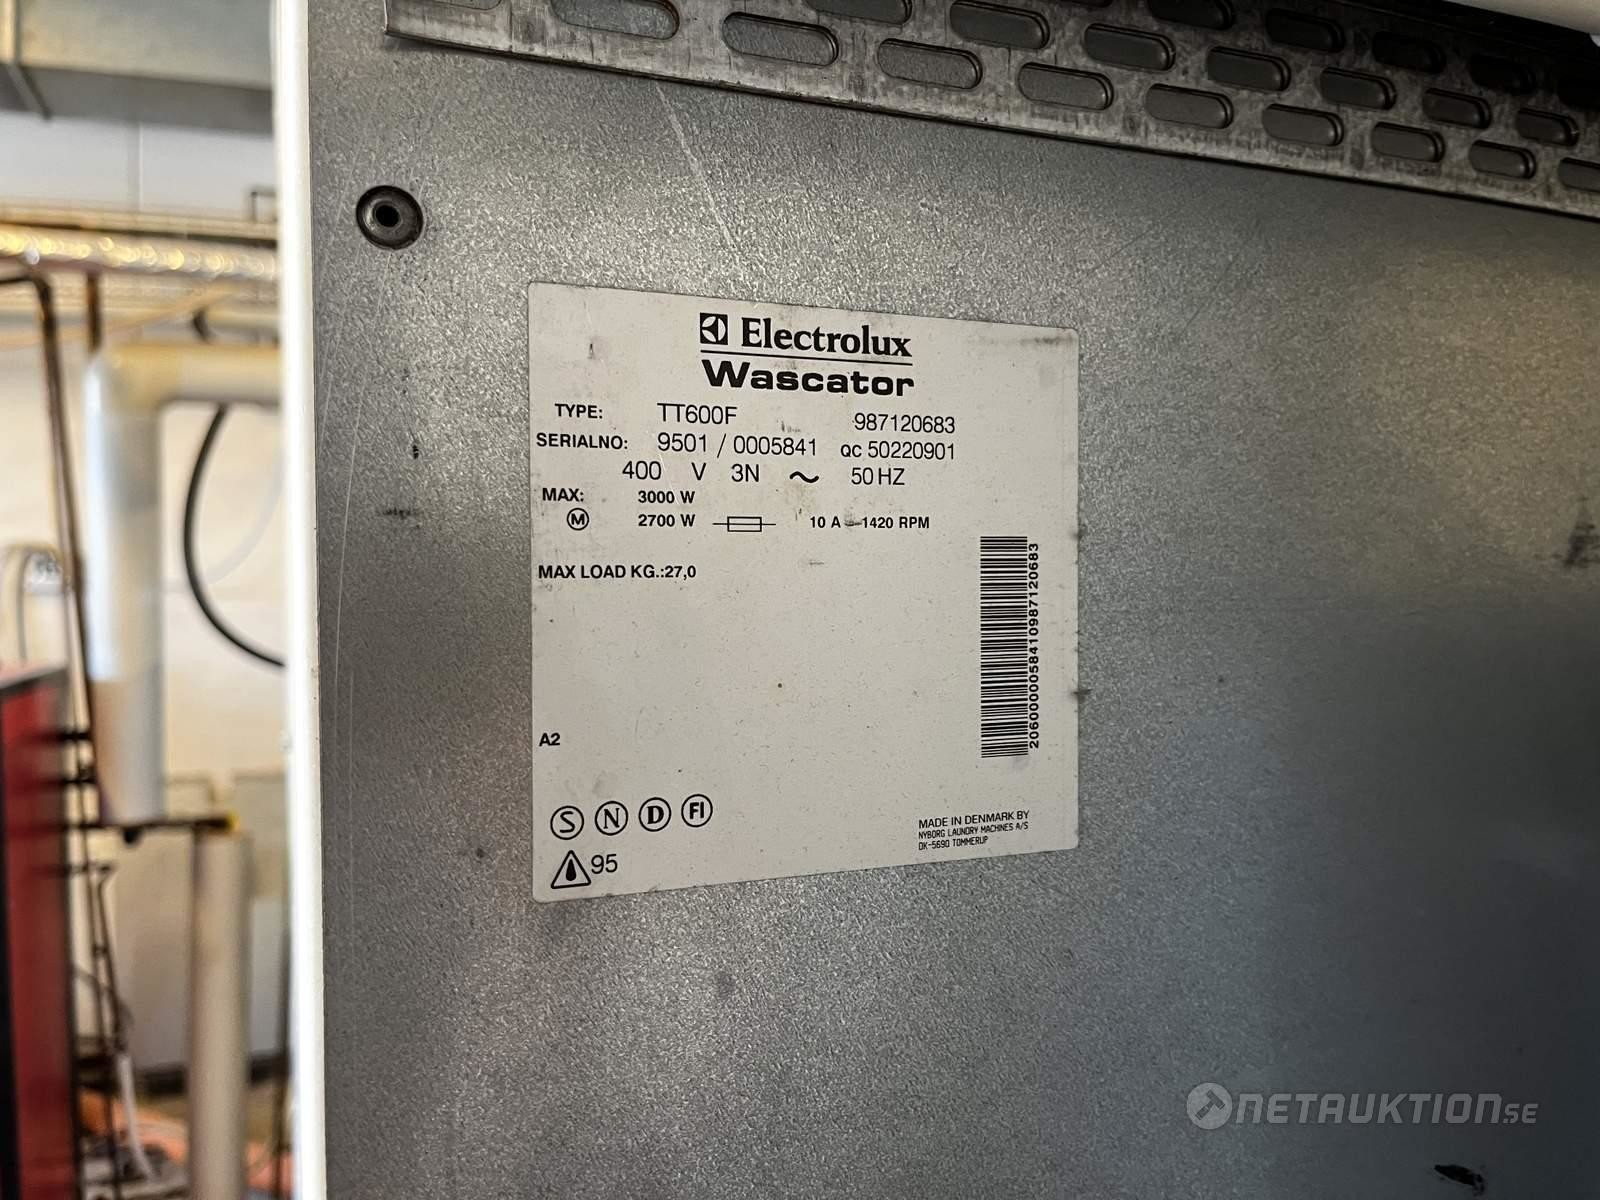 Electrolux
Wascator
TYPE: TT600F 987120683
SERIALNO: 9501 / 0005841 QC 50220901
400 V 3N ~ 50 HZ
MAX: 3000 W
M 2700 W 10 A 1420 RPM
MAX LOAD KG.:27,0
20600000058410987120683
A2
S N D FI
95
MADE IN DENMARK BY
NYBORG LAUNDRY MACHINES A/S
DK-5690 TOMMERUP
NETAUKTION.SE